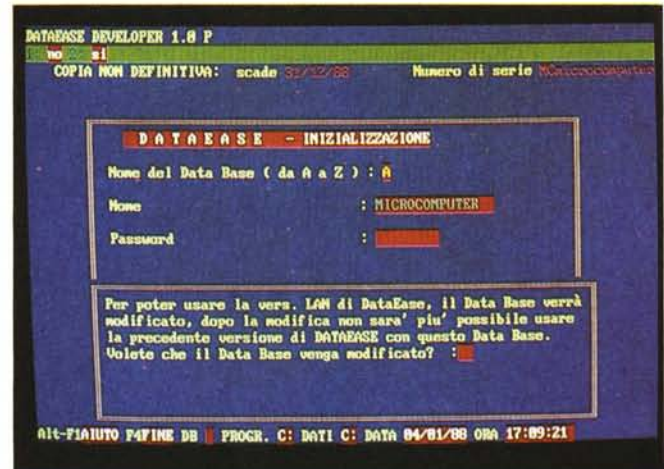 DATAEASE DEVELOPER 1.0 P
1: no 2: si
COPIA NON DEFINITIVA: scade 31/12/88 Numero di serie MCmicrocomputer
D A T A E A S E - INIZIALIZZAZIONE
Nome del Data Base ( da A a Z ) : A
Nome : MICROCOMPUTER
Password :
Per poter usare la vers. LAN di DataEase, il Data Base verrà
modificato, dopo la modifica non sara' piu' possibile usare
la precedente versione di DATAEASE con questo Data Base.
Volete che il Data Base venga modificato? :
Alt-F1AIUTO F4FINE DB PROGR. C: DATI C: DATA 04/01/88 ORA 17:09:21